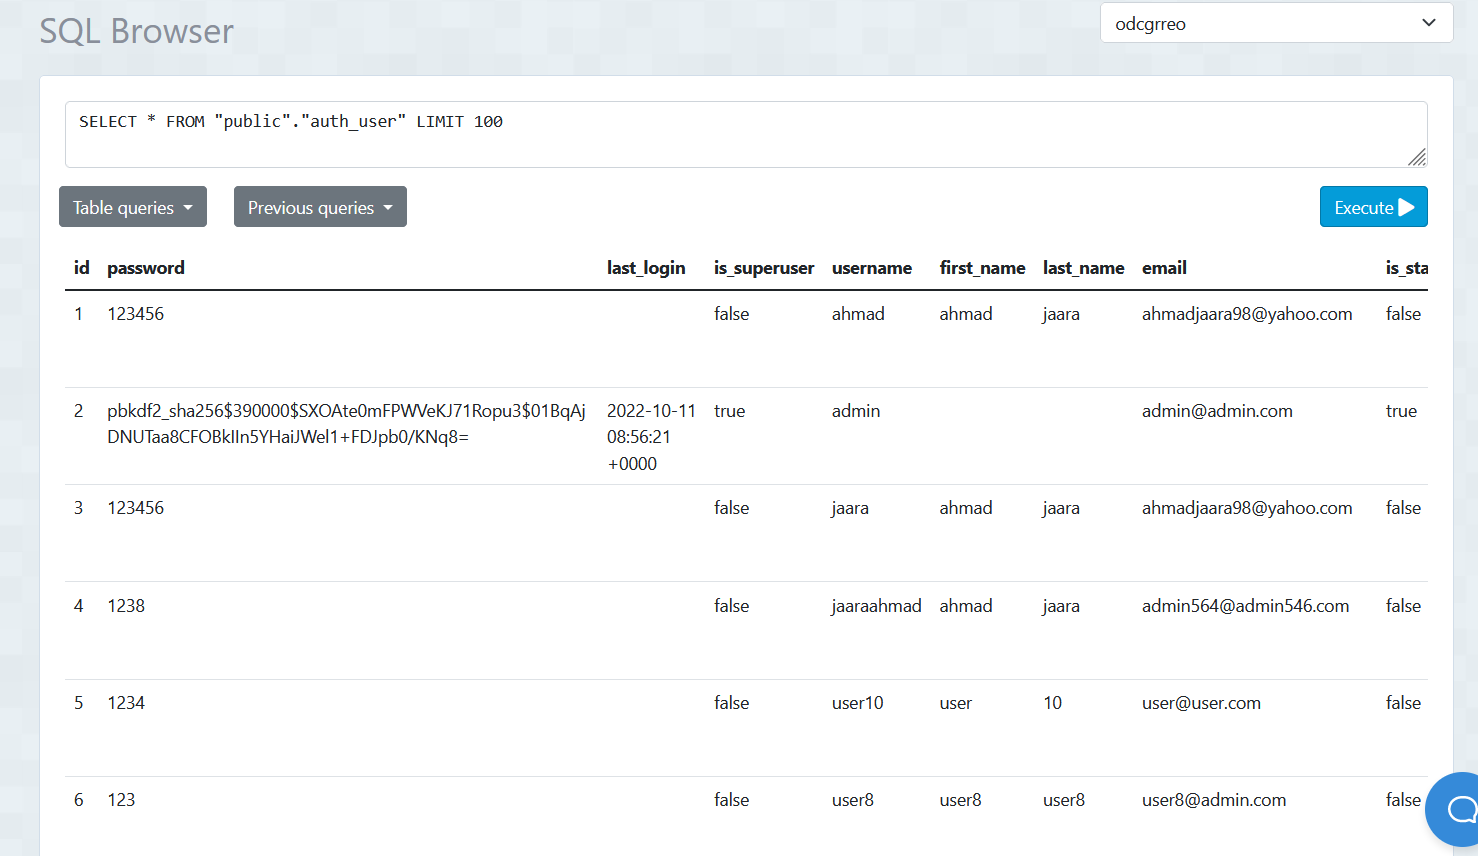 SQL Browser
odcgrreo
SELECT * FROM "public"."auth_user" LIMIT 100
Table queries Previous queries Execute
id password last_login is_superuser username first_name last_name email is_sta
1 123456 false ahmad ahmad jaara ahmadjaara98@yahoo.com false
2 pbkdf2_sha256$390000$SXOAte0mFPWVeKJ71Ropu3$01BqAj 2022-10-11 true admin admin@admin.com true
DNUTaa8CFOBkIIn5YHaiJWel1+FDJpb0/KNq8= 08:56:21
+0000
3 123456 false jaara ahmad jaara ahmadjaara98@yahoo.com false
4 1238 false jaaraahmad ahmad jaara admin564@admin546.com false
5 1234 false user10 user 10 user@user.com false
6 123 false user8 user8 user8 user8@admin.com false